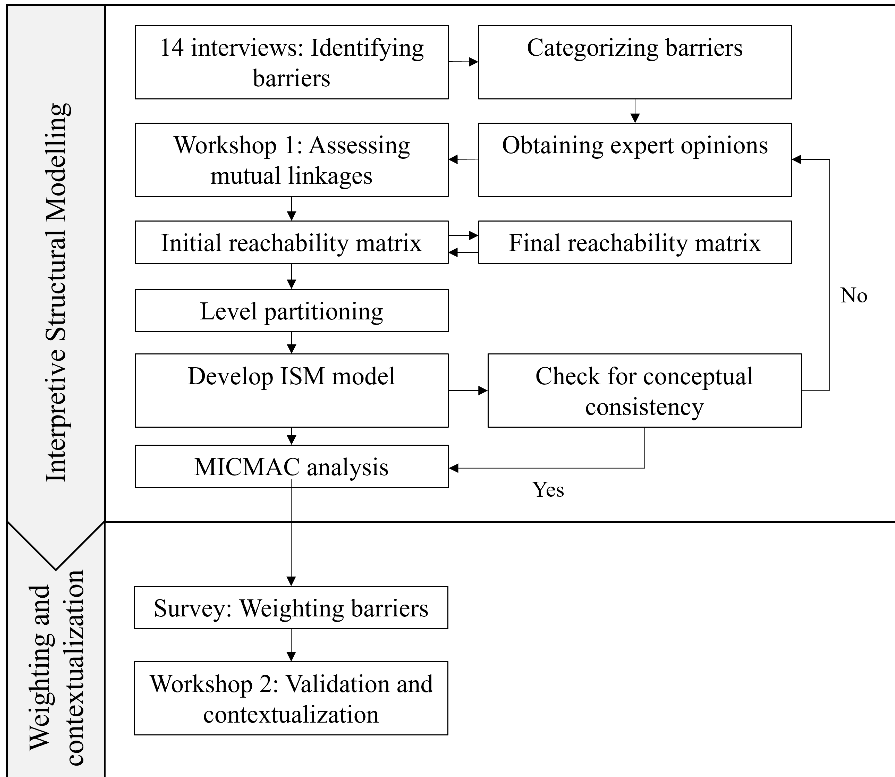 Interpretive Structural Modelling
14 interviews: Identifying
barriers
Categorizing barriers
Workshop 1: Assessing
mutual linkages
Obtaining expert opinions
Initial reachability matrix
Final reachability matrix
No
Level partitioning
Develop ISM model
Check for conceptual
consistency
MICMAC analysis
Yes
Weighting and
contextualization
Survey: Weighting barriers
Workshop 2: Validation and
contextualization